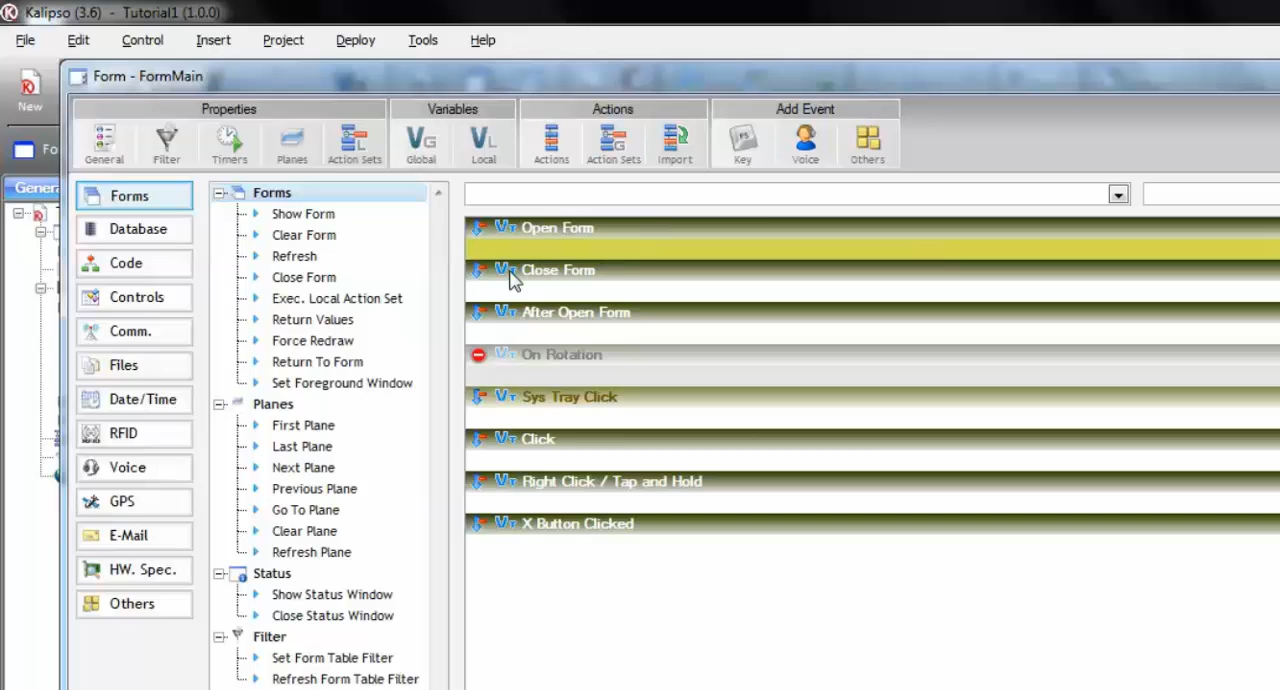 Kalipso (3.6) - Tutorial1 (1.0.0)
File Edit Control Insert Project Deploy Tools Help
Form - FormMain
New
Properties Variables Actions Add Event
General Filter Timers Planes Action Sets Global Local Actions Action Sets Import Key Voice Others
Fo
Genera
Forms
Database
Code
Controls
Comm.
Files
Date/Time
RFID
Voice
GPS
E-Mail
HW. Spec.
Others
Forms
Show Form
Clear Form
Refresh
Close Form
Exec. Local Action Set
Return Values
Force Redraw
Return To Form
Set Foreground Window
Planes
First Plane
Last Plane
Next Plane
Previous Plane
Go To Plane
Clear Plane
Refresh Plane
Status
Show Status Window
Close Status Window
Filter
Set Form Table Filter
Refresh Form Table Filter
Open Form
Close Form
After Open Form
On Rotation
Sys Tray Click
Click
Right Click / Tap and Hold
X Button Clicked